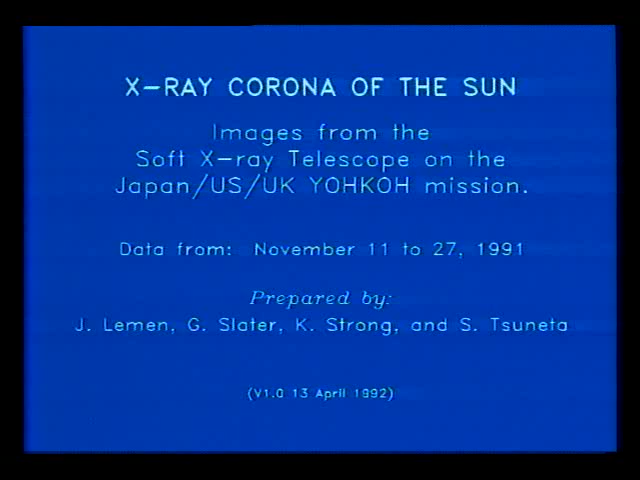 X-RAY CORONA OF THE SUN
Images from the
Soft X-ray Telescope on the
Japan/US/UK YOHKOH mission.
Data from: November 11 to 27, 1991
Prepared by:
J. Lemen, G. Slater, K. Strong, and S. Tsuneta
(V1.0 13 April 1992)